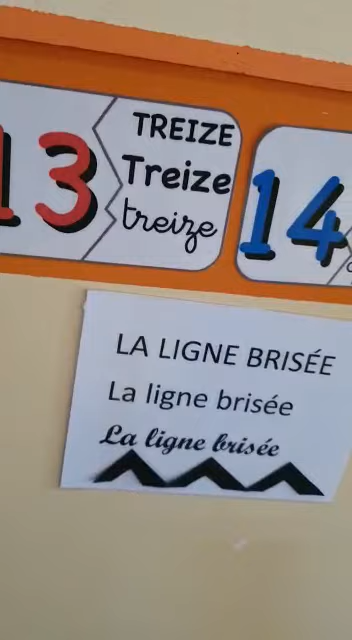 13
TREIZE
Treize
treize
14
LA LIGNE BRISÉE
La ligne brisée
La ligne brisée